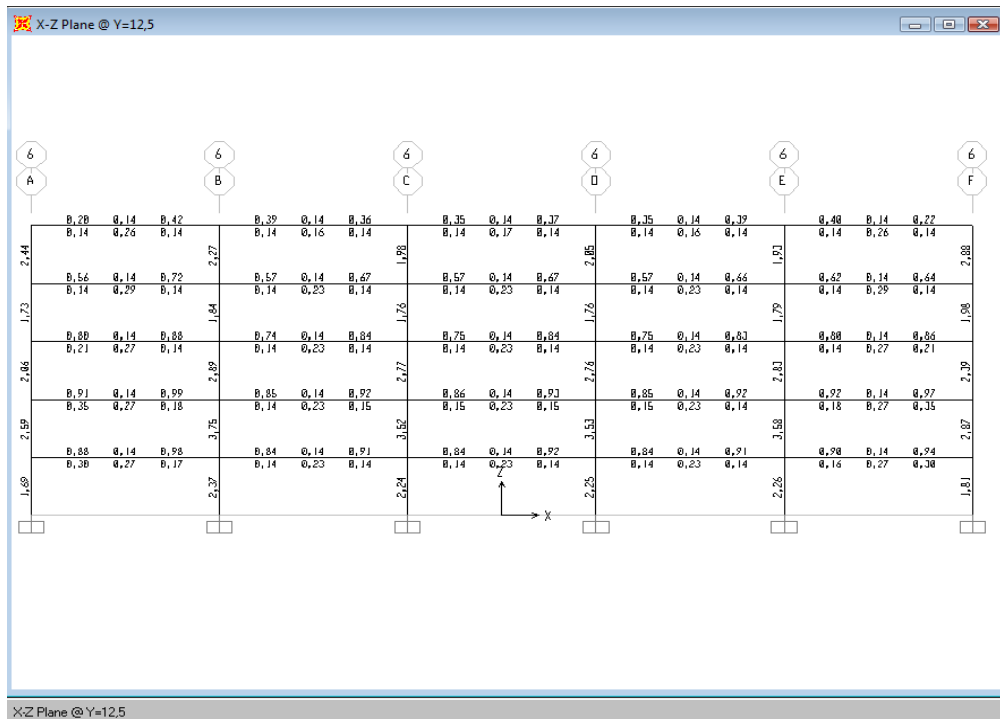 X-Z Plane @ Y=12,5
6 6 6 6 6 6
A B C D E F
0,20 0,14 0,42 0,39 0,14 0,36 0,35 0,14 0,37 0,35 0,14 0,39 0,40 0,14 0,22
0,14 0,26 0,14 0,14 0,16 0,14 0,14 0,17 0,14 0,14 0,16 0,14 0,14 0,26 0,14
2,44 2,27 1,98 2,05 1,93 2,88
0,56 0,14 0,72 0,57 0,14 0,67 0,57 0,14 0,67 0,57 0,14 0,66 0,62 0,14 0,64
0,14 0,29 0,14 0,14 0,23 0,14 0,14 0,23 0,14 0,14 0,23 0,14 0,14 0,29 0,14
1,73 1,84 1,76 1,76 1,79 1,98
0,80 0,14 0,88 0,74 0,14 0,84 0,75 0,14 0,84 0,75 0,14 0,83 0,80 0,14 0,86
0,21 0,27 0,14 0,14 0,23 0,14 0,14 0,23 0,14 0,14 0,23 0,14 0,14 0,27 0,21
2,06 2,89 2,77 2,76 2,83 2,39
0,91 0,14 0,99 0,85 0,14 0,92 0,86 0,14 0,93 0,85 0,14 0,92 0,92 0,14 0,97
0,35 0,27 0,18 0,14 0,23 0,15 0,15 0,23 0,15 0,15 0,23 0,14 0,18 0,27 0,35
2,59 3,75 3,52 3,53 3,58 2,87
0,88 0,14 0,98 0,84 0,14 0,91 0,84 0,14 0,92 0,84 0,14 0,91 0,90 0,14 0,94
0,30 0,27 0,17 0,14 0,23 0,14 0,14 0,23 0,14 0,14 0,23 0,14 0,16 0,27 0,30
Z
1,69 2,37 2,24 2,25 2,26 1,81
X
X-Z Plane @ Y=12,5